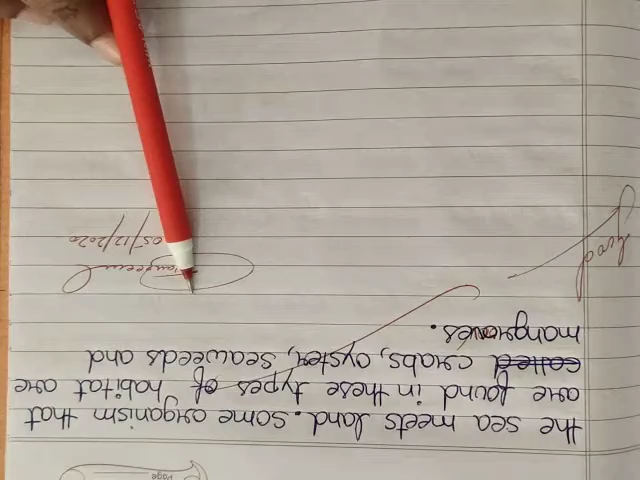 Page
the sea meets land. Some organism that
are found in these types of habitat are
called crabs, oyster, seaweeds and
mangroves.
Good
05/12/2020